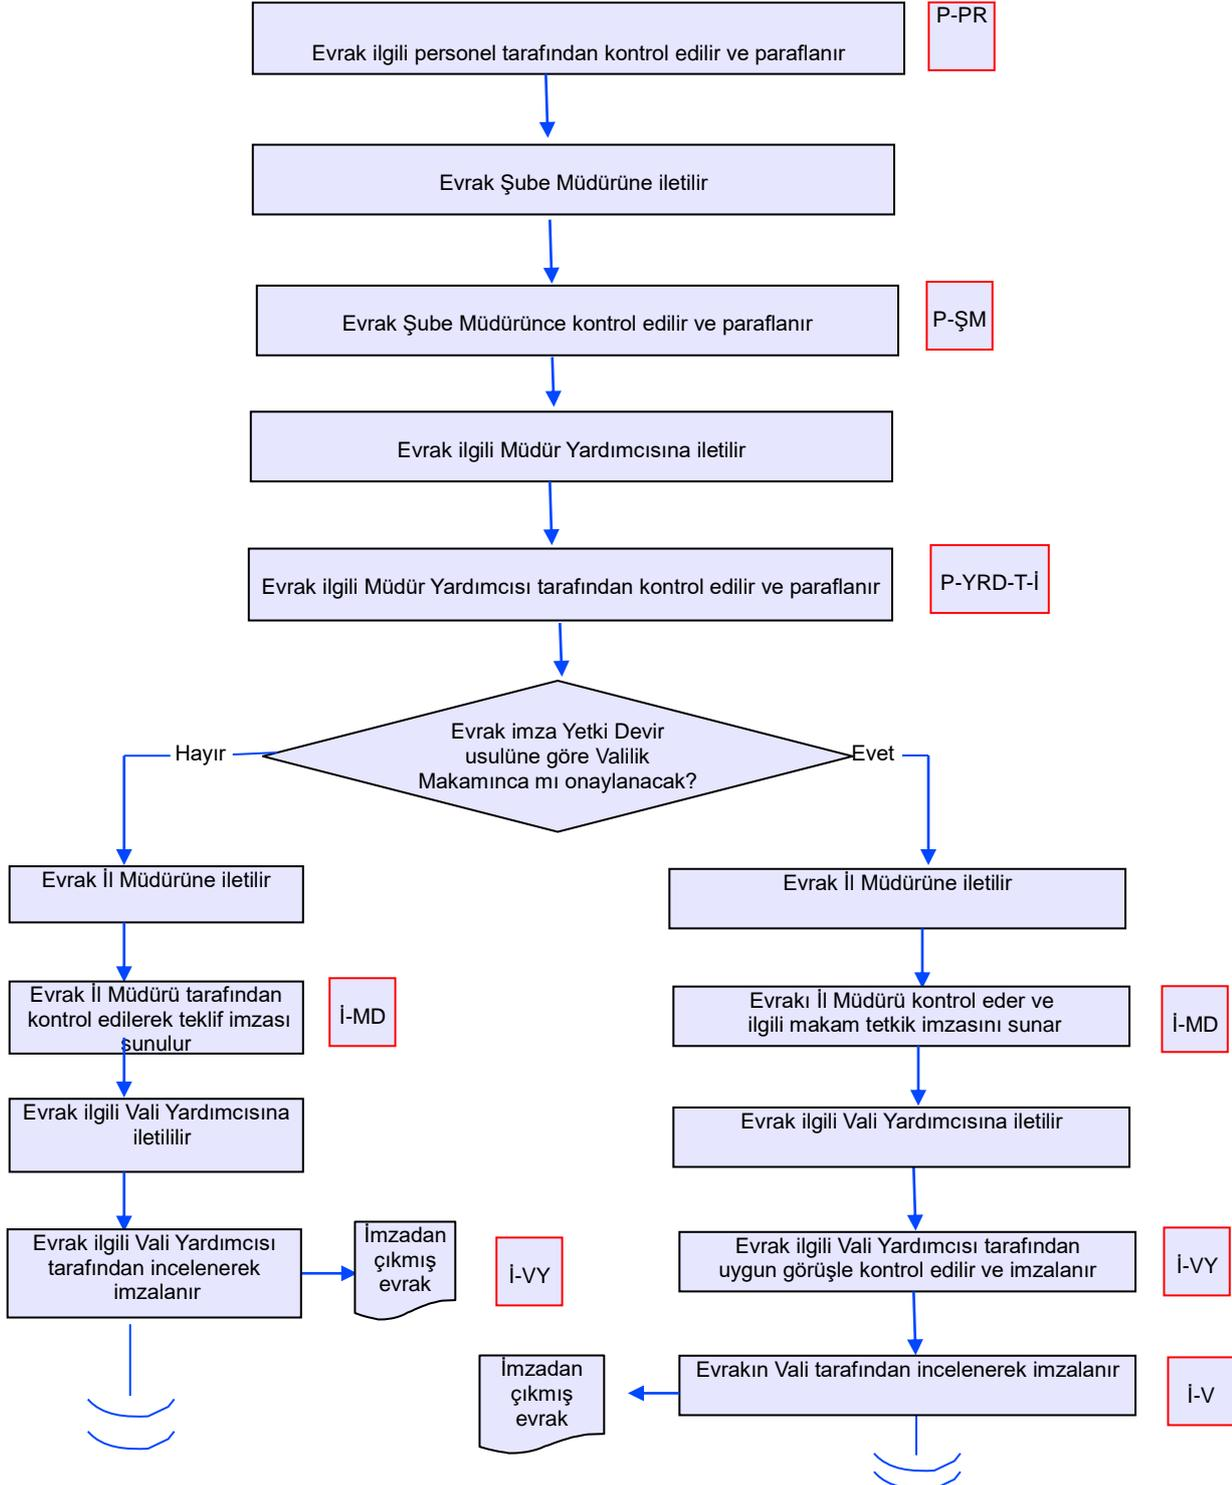 P-PR
Evrak ilgili personel tarafından kontrol edilir ve paraflanır
Evrak Şube Müdürüne iletilir
Evrak Şube Müdürünce kontrol edilir ve paraflanır
P-ŞM
Evrak ilgili Müdür Yardımcısına iletilir
Evrak ilgili Müdür Yardımcısı tarafından kontrol edilir ve paraflanır
P-YRD-T-İ
Evrak imza Yetki Devir
usulüne göre Valilik
Makamınca mı onaylanacak?
Hayır
Evet
Evrak İl Müdürüne iletilir
Evrak İl Müdürü tarafından
kontrol edilerek teklif imzası
sunulur
İ-MD
Evrak ilgili Vali Yardımcısına
iletililir
Evrak ilgili Vali Yardımcısı
tarafından incelenerek
imzalanır
İmzadan
çıkmış
evrak
İ-VY
Evrak İl Müdürüne iletilir
Evrakı İl Müdürü kontrol eder ve
ilgili makam tetkik imzasını sunar
İ-MD
Evrak ilgili Vali Yardımcısına iletilir
Evrak ilgili Vali Yardımcısı tarafından
uygun görüşle kontrol edilir ve imzalanır
İ-VY
Evrakın Vali tarafından incelenerek imzalanır
İ-V
İmzadan
çıkmış
evrak